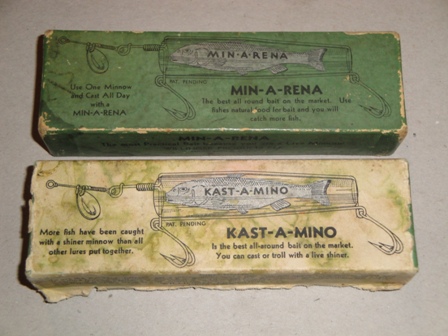 MIN-A-RENA
Use One Minnow
and Cast All Day
with a
MIN-A-RENA
PAT. PENDING
MIN-A-RENA
The best all round bait on the market. Use
fishes natural food for bait and you will
catch more fish.
MIN-A-RENA
The most
KAST-A-MINO
More fish have been caught
with a shiner minnow than all
other lures put together.
PAT. PENDING
KAST-A-MINO
Is the best all-around bait on the market.
You can cast or troll with a live shiner.